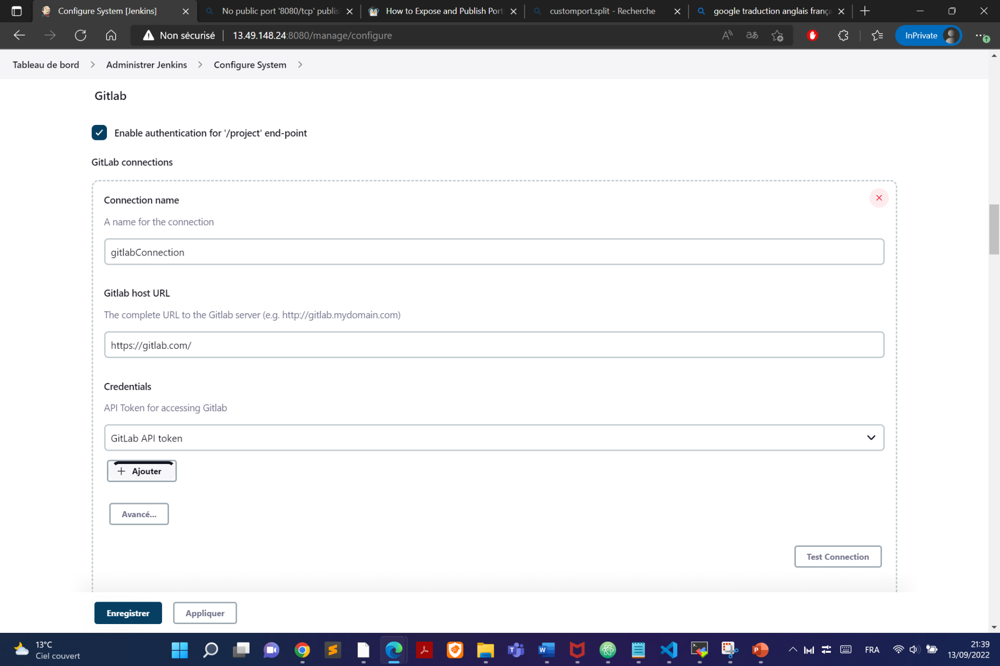 Configure System [Jenkins]
No public port '8080/tcp' publis
How to Expose and Publish Port
customport.split - Recherche
google traduction anglais frança
Non sécurisé
13.49.148.24:8080/manage/configure
InPrivate
Tableau de bord
Administrer Jenkins
Configure System
Gitlab
Enable authentication for '/project' end-point
GitLab connections
Connection name
A name for the connection
gitlabConnection
Gitlab host URL
The complete URL to the Gitlab server (e.g. http://gitlab.mydomain.com)
https://gitlab.com/
Credentials
API Token for accessing Gitlab
GitLab API token
Ajouter
Avancé...
Test Connection
Enregistrer
Appliquer
13°C
Ciel couvert
FRA
21:39
13/09/2022